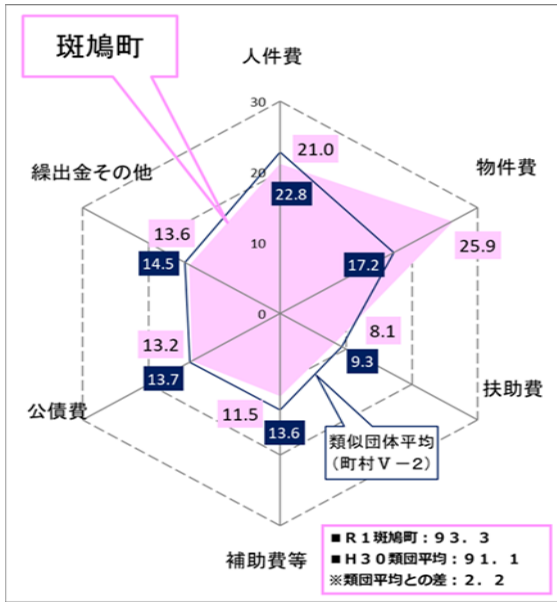 斑鳩町
人件費
30
21.0
繰出金その他
20
物件費
22.8
13.6
10
25.9
14.5
17.2
0
8.1
13.2
9.3
13.7
扶助費
公債費
11.5
13.6
類似団体平均
(町村Ⅴ－2)
補助費等
■R1斑鳩町：93．3
■H30類団平均：91．1
※類団平均との差：2．2